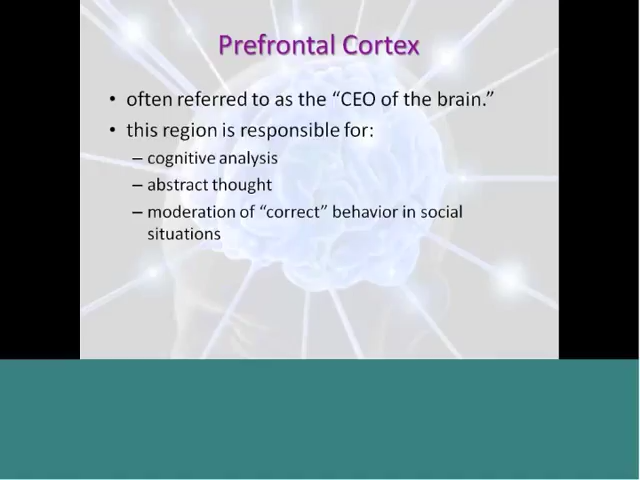 Prefrontal Cortex
• often referred to as the “CEO of the brain.”
• this region is responsible for:
– cognitive analysis
– abstract thought
– moderation of “correct” behavior in social
situations